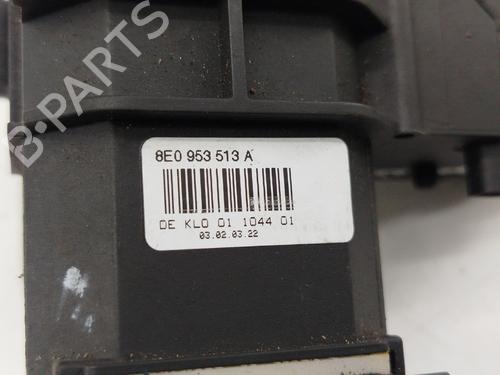 B-PARTS
8E0 953 513 A
DE KLO 01 1044 01
03.02.03.22